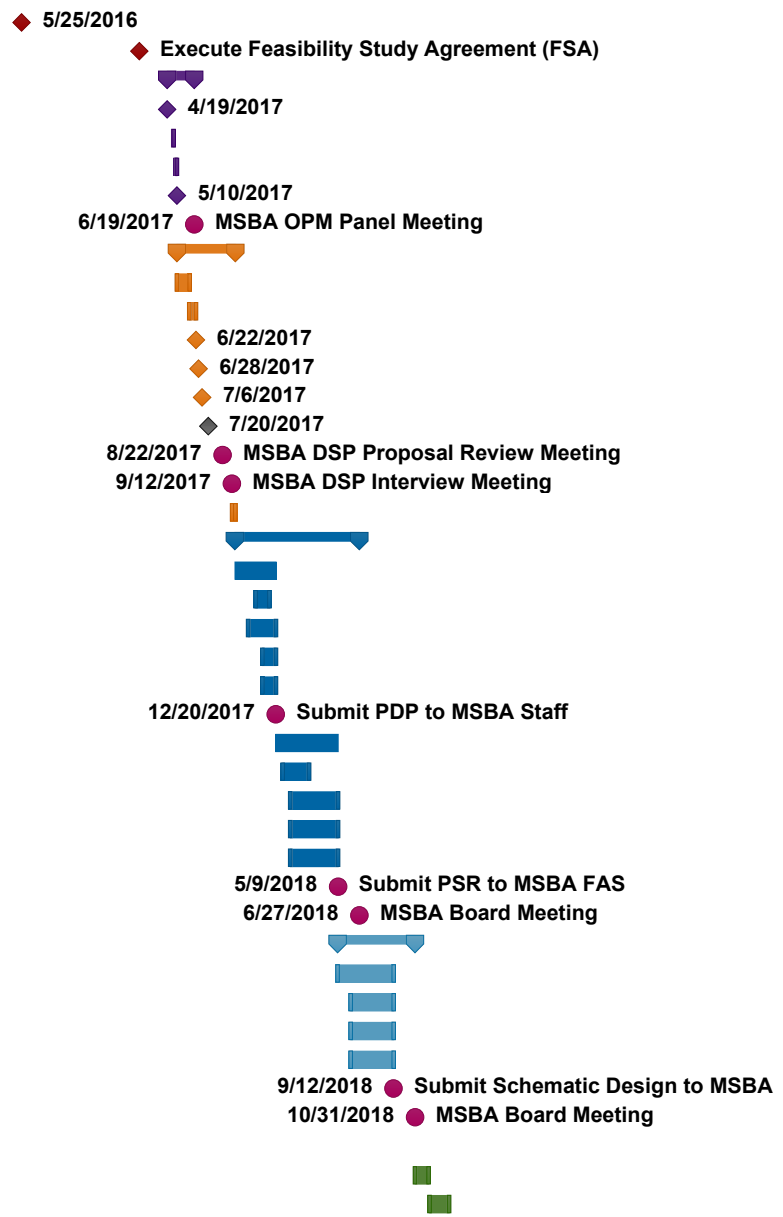 5/25/2016
Execute Feasibility Study Agreement (FSA)
4/19/2017
5/10/2017
6/19/2017 MSBA OPM Panel Meeting
6/22/2017
6/28/2017
7/6/2017
7/20/2017
8/22/2017 MSBA DSP Proposal Review Meeting
9/12/2017 MSBA DSP Interview Meeting
12/20/2017 Submit PDP to MSBA Staff
5/9/2018 Submit PSR to MSBA FAS
6/27/2018 MSBA Board Meeting
9/12/2018 Submit Schematic Design to MSBA
10/31/2018 MSBA Board Meeting